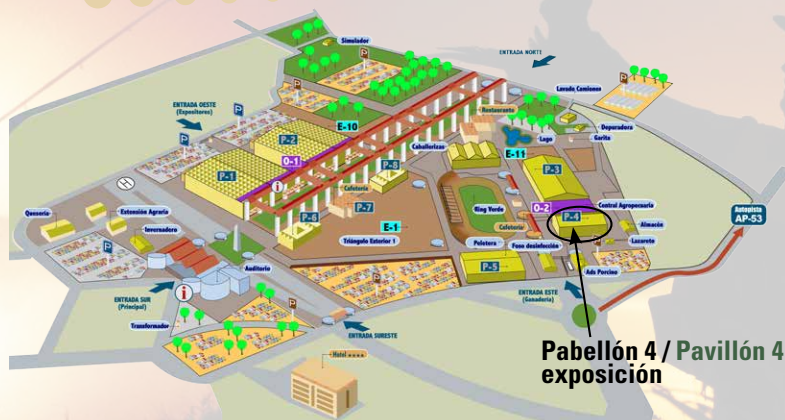 Simulador
ENTRADA NORTE
Lavado Camiones
ENTRADA OESTE
(Expositores)
Restaurante
Depuradora
E-10
P-2
Caballerizas
Lago
Garita
O-1
E-11
P-1
P-8
P-3
Cafetería
Central Agropecuaria
P-7
Ring Verde
O-2
P-4
Autopista
AP-53
Quesería
Extensión Agraria
P-6
E-1
Cafetería
Almacén
Invernadero
Triángulo Exterior 1
Pelotera
Foso desinfección
Lazareto
Auditorio
P-5
Ads Porcino
ENTRADA SUR
(Principal)
ENTRADA ESTE
(Ganadería)
Transformador
ENTRADA SURESTE
Hotel ****
Pabellón 4 / Pavillón 4
exposición
P
P
P
P
P
P
P
P
H
i
i